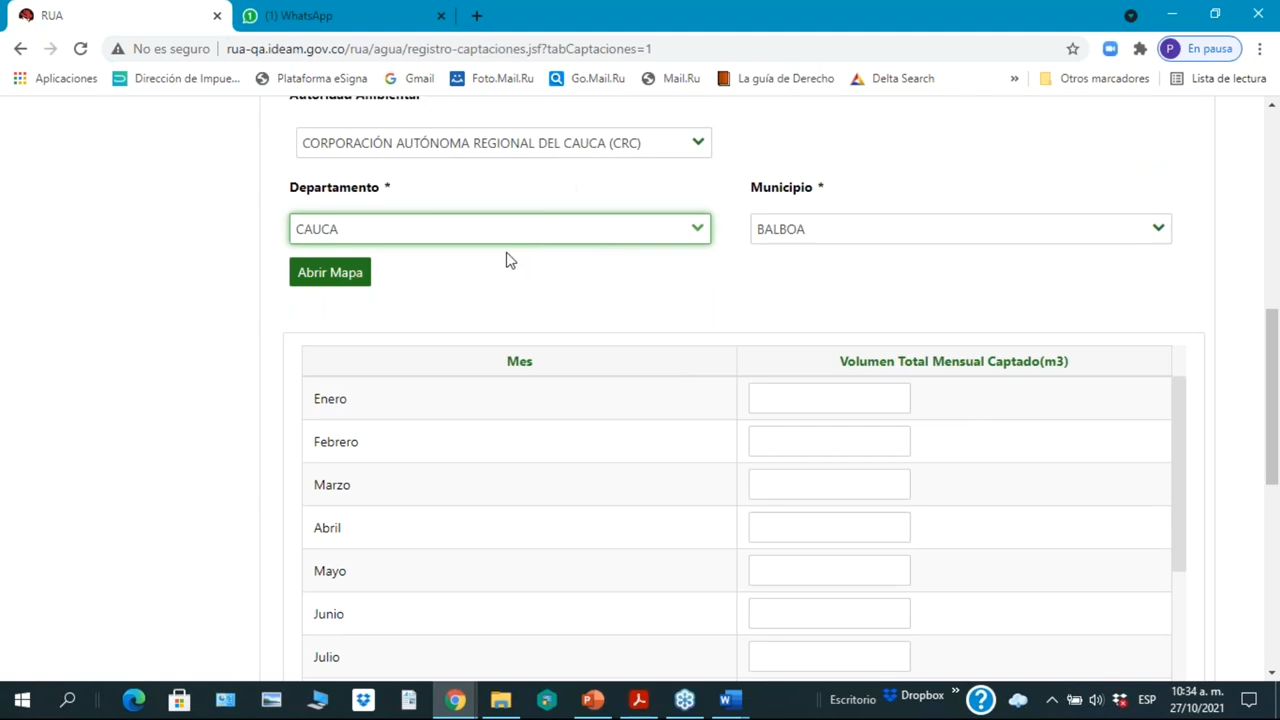 RUA
(1) WhatsApp
No es seguro
rua-qa.ideam.gov.co/rua/agua/registro-captaciones.jsf?tabCaptaciones=1
P En pausa
Aplicaciones
Dirección de Impue...
Plataforma eSigna
Gmail
Foto.Mail.Ru
Go.Mail.Ru
Mail.Ru
La guía de Derecho
Delta Search
»
Otros marcadores
Lista de lectura
Autoridad Ambiental
CORPORACIÓN AUTÓNOMA REGIONAL DEL CAUCA (CRC)
Departamento *
Municipio *
CAUCA
BALBOA
Abrir Mapa
Mes
Volumen Total Mensual Captado(m3)
Enero
Febrero
Marzo
Abril
Mayo
Junio
Julio
Escritorio
Dropbox
»
ESP
10:34 a. m.
27/10/2021